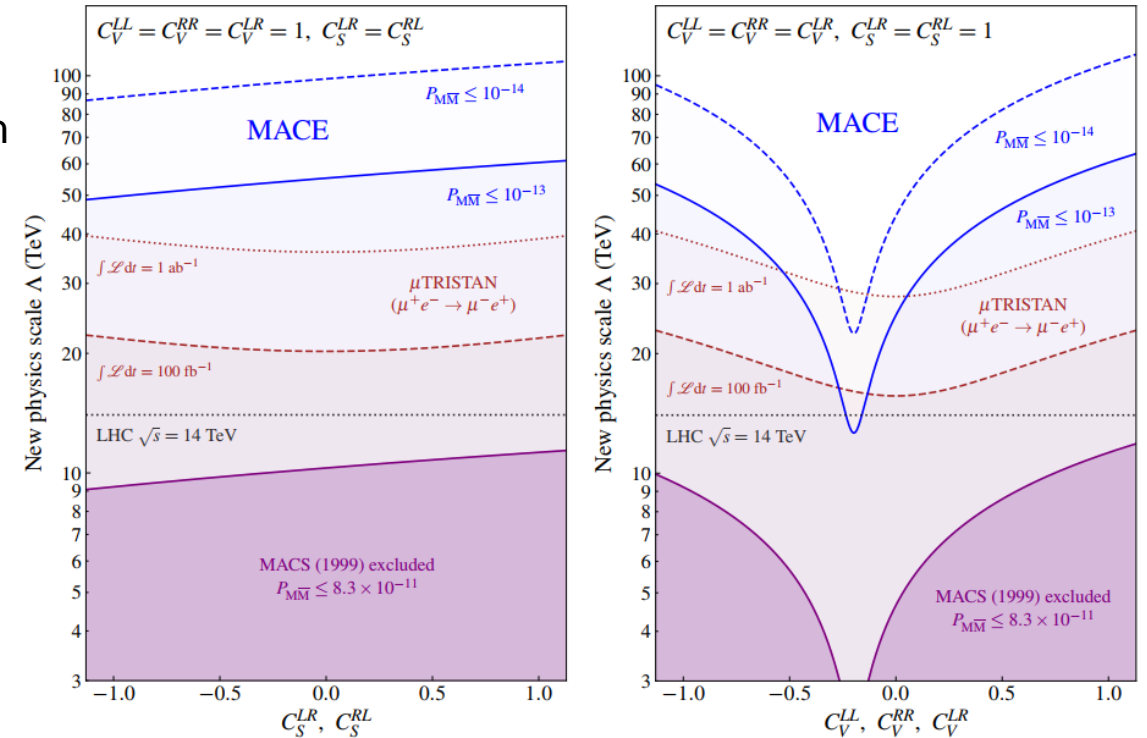 n
C_V^{LL} = C_V^{RR} = C_V^{LR} = 1, C_S^{LR} = C_S^{RL}
P_{MM̅} ≤ 10^{−14}
MACE
P_{MM̅} ≤ 10^{−13}
∫ ℒ dt = 1 ab^{−1}
μTRISTAN
(μ^+e^− → μ^−e^+)
∫ ℒ dt = 100 fb^{−1}
LHC √s = 14 TeV
MACS (1999) excluded
P_{MM̅} ≤ 8.3 × 10^{−11}
New physics scale Λ (TeV)
100
90
80
70
60
50
40
30
20
10
9
8
7
6
5
4
3
−1.0 −0.5 0.0 0.5 1.0
C_S^{LR}, C_S^{RL}
C_V^{LL} = C_V^{RR} = C_V^{LR}, C_S^{LR} = C_S^{RL} = 1
MACE
P_{MM̅} ≤ 10^{−14}
P_{MM̅} ≤ 10^{−13}
∫ ℒ dt = 1 ab^{−1}
μTRISTAN
(μ^+e^− → μ^−e^+)
∫ ℒ dt = 100 fb^{−1}
LHC √s = 14 TeV
MACS (1999) excluded
P_{MM̅} ≤ 8.3 × 10^{−11}
New physics scale Λ (TeV)
100
90
80
70
60
50
40
30
20
10
9
8
7
6
5
4
3
−1.0 −0.5 0.0 0.5 1.0
C_V^{LL}, C_V^{RR}, C_V^{LR}